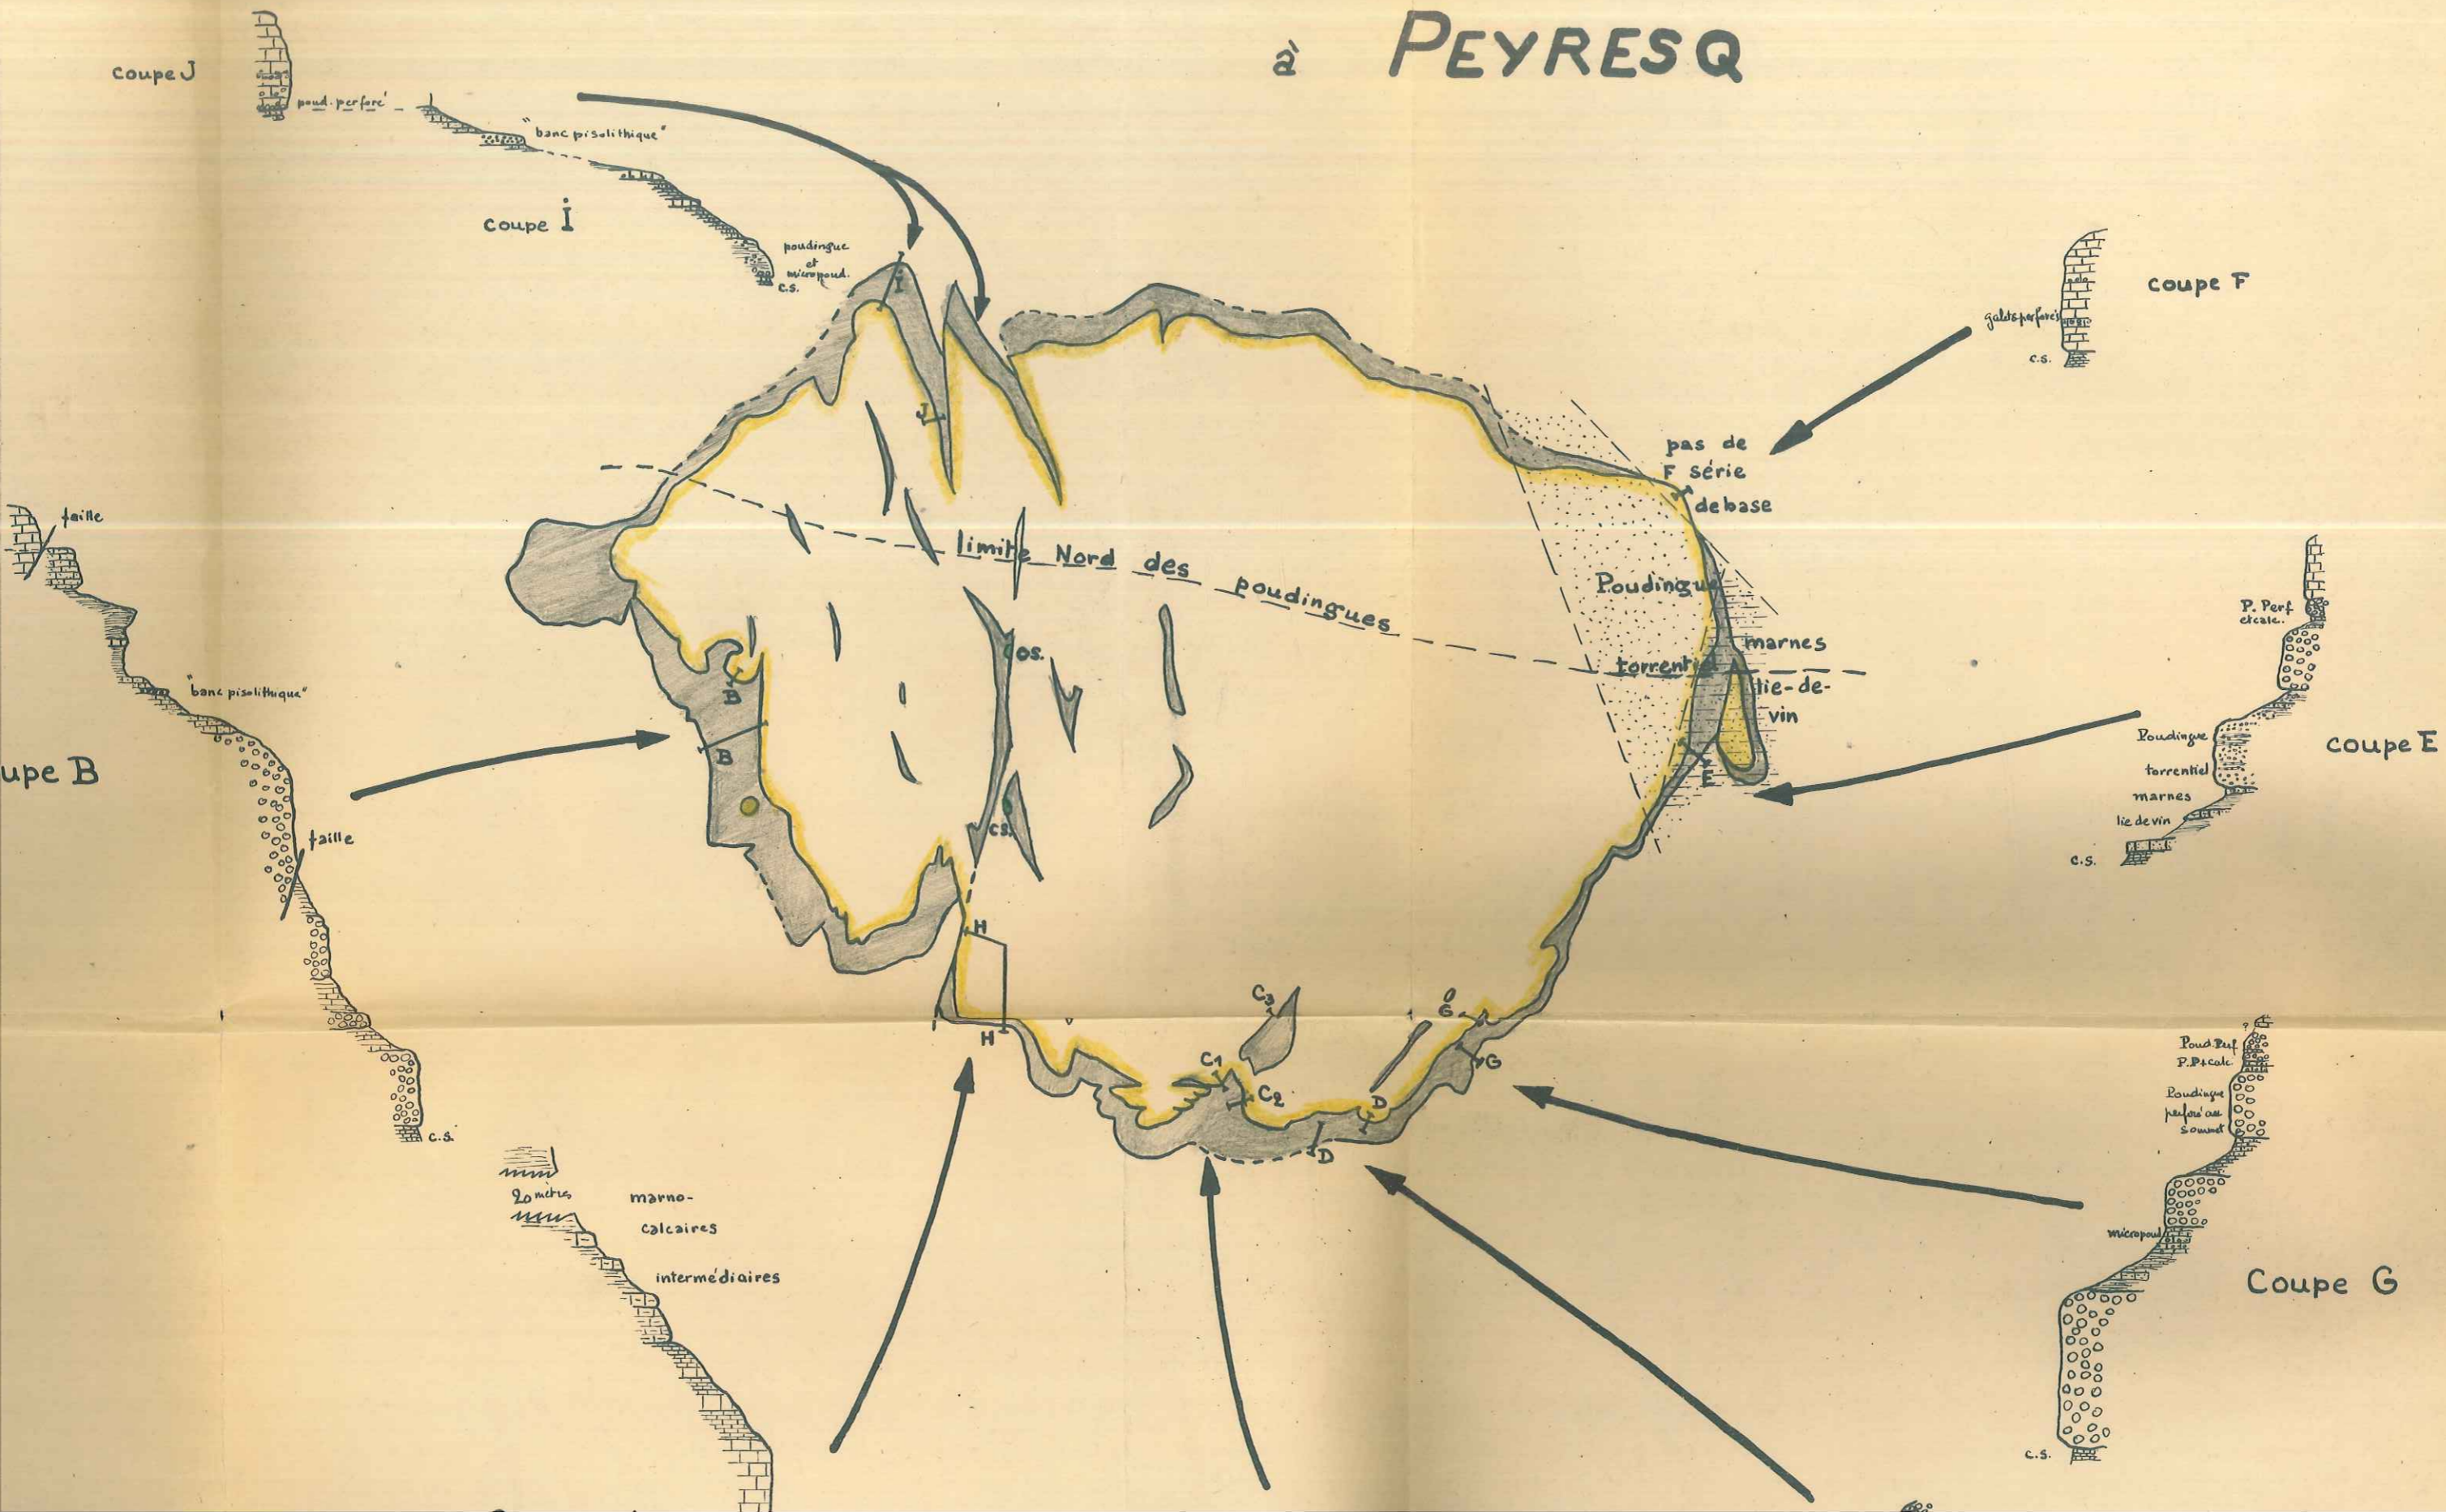 à PEYRESQ
coupe J
poud. perforé
"banc pisolithique"
coupe i
poudingue
et
micropoud.
c.s.
coupe F
galets perforés
c.s.
I
J
pas de
F série
de base
limite Nord des poudingues
Poudingue
torrentiel
marnes
lie-de-
vin
E
os.
cs.
B
B
H
H
C3
C1
C2
D
D
G
G
faille
"banc pisolithique"
upe B
faille
c.s.
20 mètres
marno-
calcaires
intermédiaires
P. Perf
et calc.
Poudingue
torrentiel
marnes
lie de vin
c.s.
coupe E
?
Poud. Perf
P.P+calc
Poudingue
perforé au
sommet
micropoud
Coupe G
c.s.